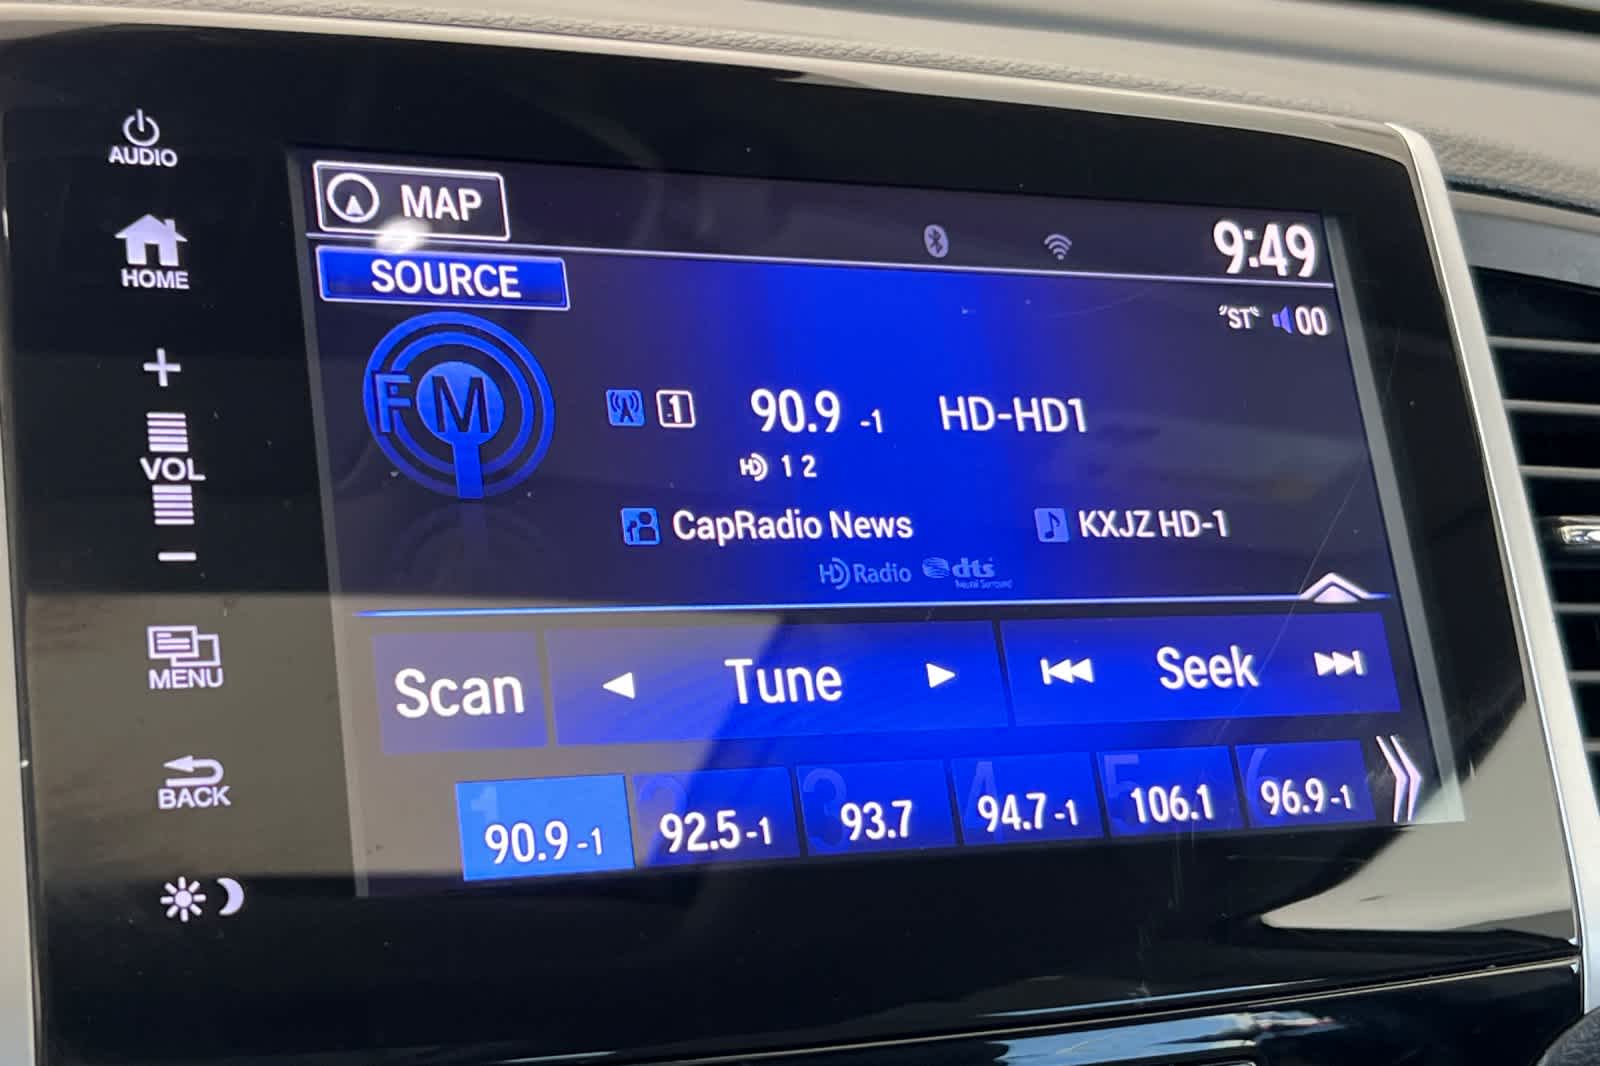 AUDIO
MAP
9:49
SOURCE
HOME
"ST" 00
FM
1 90.9 -1 HD-HD1
HD 1 2
VOL
CapRadio News KXJZ HD-1
HD Radio dts
Neural Surround
MENU
Scan Tune Seek
BACK
1 90.9 -1
2 92.5 -1
3 93.7
4 94.7 -1
5 106.1
6 96.9 -1